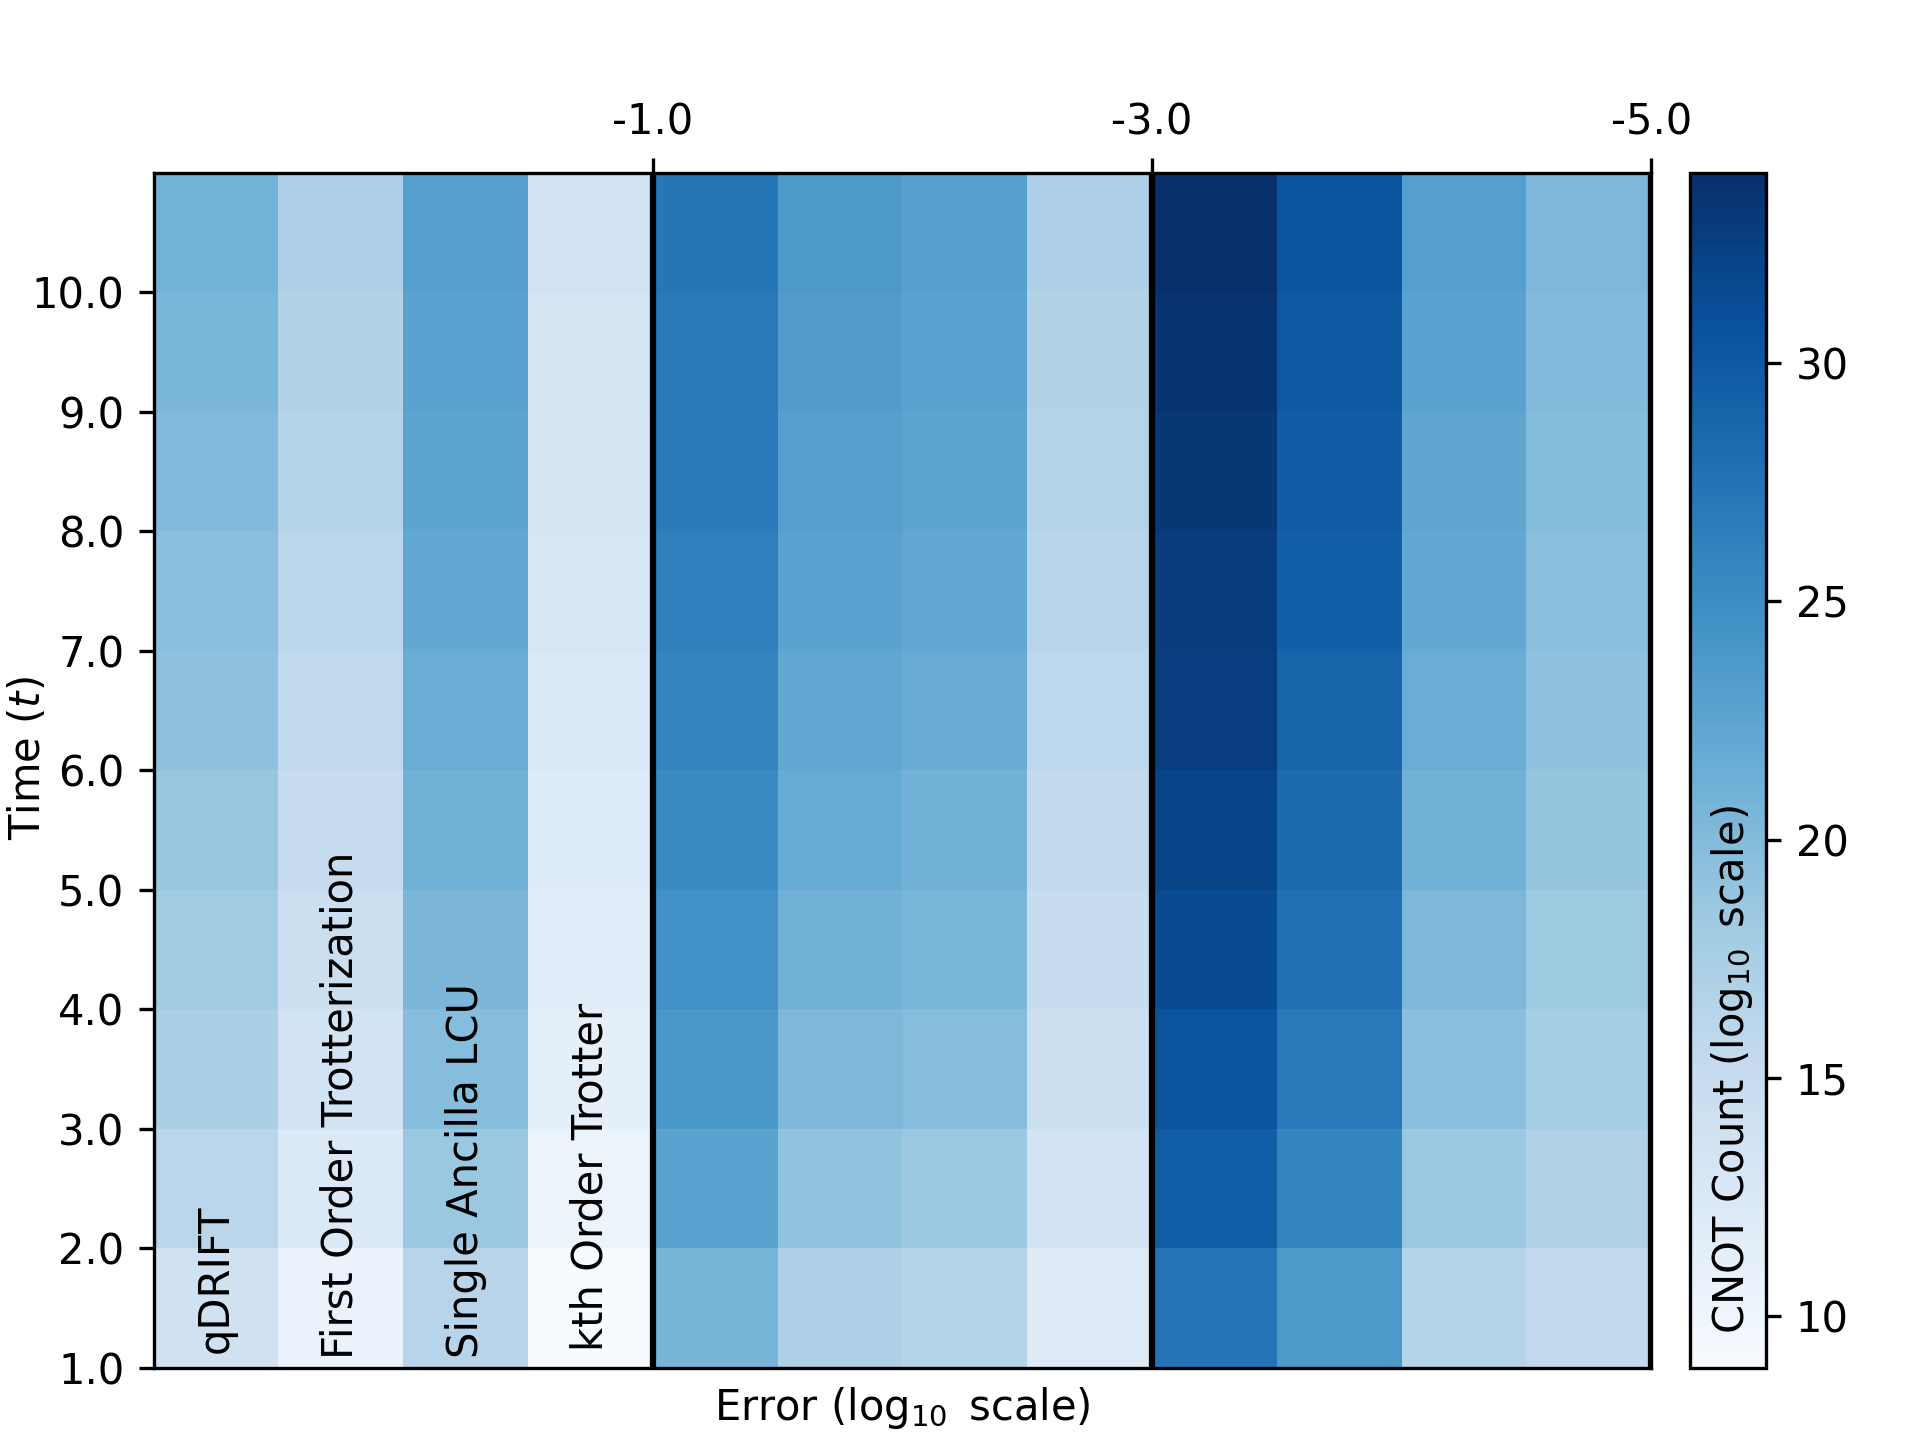 -1.0 -3.0 -5.0
10.0
9.0
8.0
7.0
6.0
5.0
4.0
3.0
2.0
1.0
Time (t)
qDRIFT
First Order Trotterization
Single Ancilla LCU
kth Order Trotter
Error (log₁₀ scale)
30
25
20
15
10
CNOT Count (log₁₀ scale)